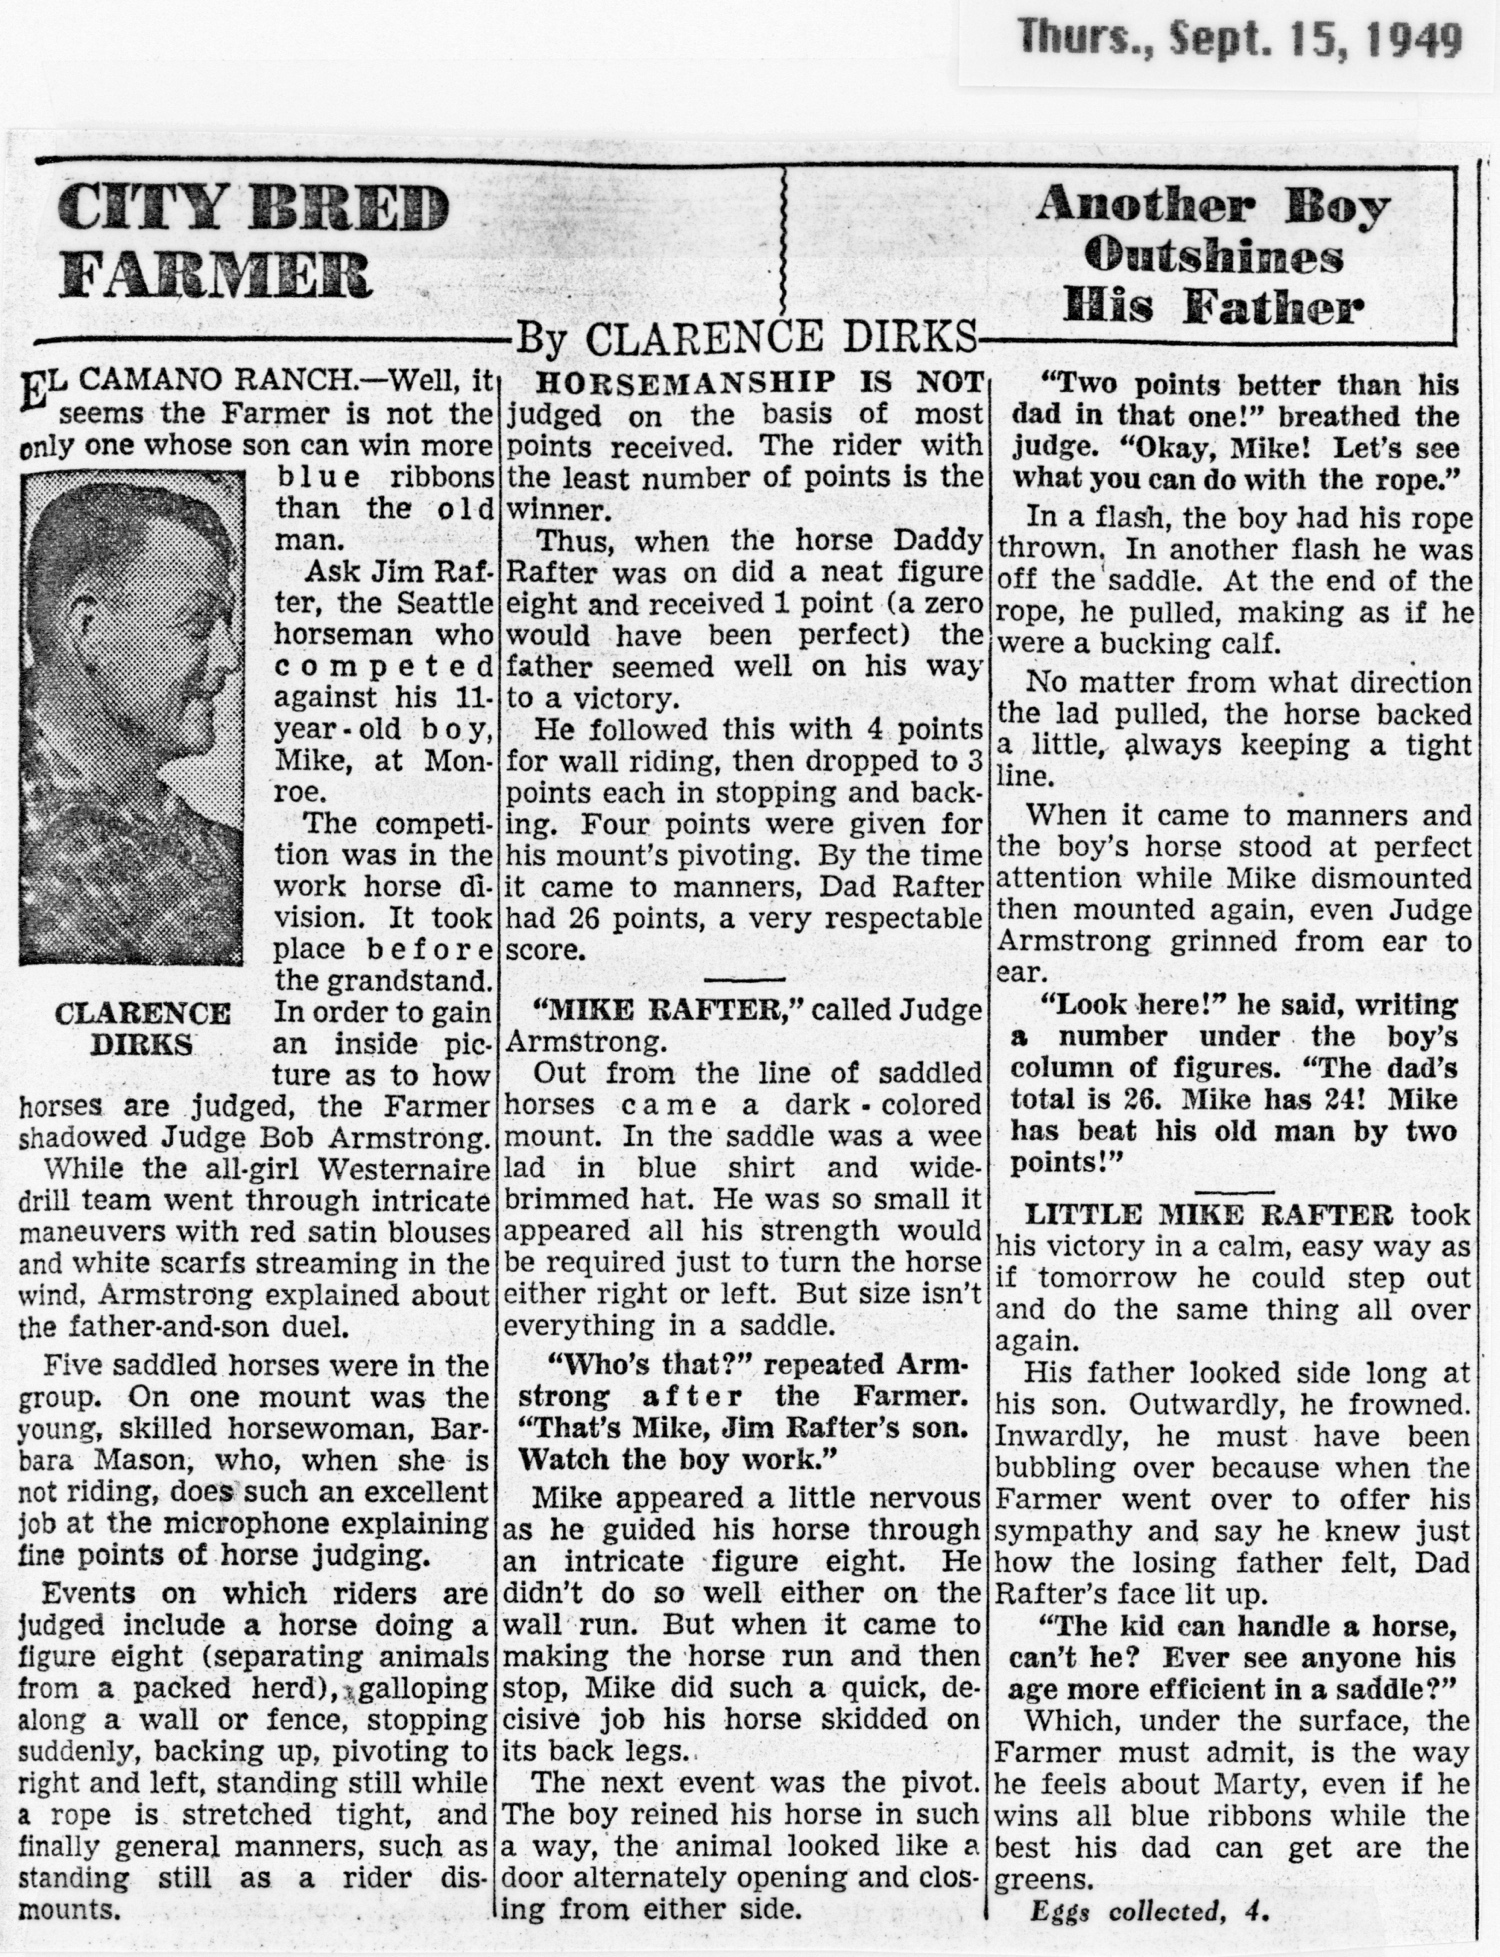 Thurs., Sept. 15, 1949
CITY BRED
FARMER
Another Boy
Outshines
His Father
By CLARENCE DIRKS
EL CAMANO RANCH.—Well, it
seems the Farmer is not the
only one whose son can win more
blue ribbons
than the old
man.
Ask Jim Raf-
ter, the Seattle
horseman who
competed
against his 11-
year-old boy,
Mike, at Mon-
roe.
The competi-
tion was in the
work horse di-
vision. It took
place before
the grandstand.
In order to gain
an inside pic-
ture as to how
CLARENCE
DIRKS
horses are judged, the Farmer
shadowed Judge Bob Armstrong.
While the all-girl Westernaire
drill team went through intricate
maneuvers with red satin blouses
and white scarfs streaming in the
wind, Armstrong explained about
the father-and-son duel.
Five saddled horses were in the
group. On one mount was the
young, skilled horsewoman, Bar-
bara Mason, who, when she is
not riding, does such an excellent
job at the microphone explaining
fine points of horse judging.
Events on which riders are
judged include a horse doing a
figure eight (separating animals
from a packed herd), galloping
along a wall or fence, stopping
suddenly, backing up, pivoting to
right and left, standing still while
a rope is stretched tight, and
finally general manners, such as
standing still as a rider dis-
mounts.
HORSEMANSHIP IS NOT
judged on the basis of most
points received. The rider with
the least number of points is the
winner.
Thus, when the horse Daddy
Rafter was on did a neat figure
eight and received 1 point (a zero
would have been perfect) the
father seemed well on his way
to a victory.
He followed this with 4 points
for wall riding, then dropped to 3
points each in stopping and back-
ing. Four points were given for
his mount's pivoting. By the time
it came to manners, Dad Rafter
had 26 points, a very respectable
score.
"MIKE RAFTER," called Judge
Armstrong.
Out from the line of saddled
horses came a dark-colored
mount. In the saddle was a wee
lad in blue shirt and wide-
brimmed hat. He was so small it
appeared all his strength would
be required just to turn the horse
either right or left. But size isn't
everything in a saddle.
"Who's that?" repeated Arm-
strong after the Farmer.
"That's Mike, Jim Rafter's son.
Watch the boy work."
Mike appeared a little nervous
as he guided his horse through
an intricate figure eight. He
didn't do so well either on the
wall run. But when it came to
making the horse run and then
stop, Mike did such a quick, de-
cisive job his horse skidded on
its back legs.
The next event was the pivot.
The boy reined his horse in such
a way, the animal looked like a
door alternately opening and clos-
ing from either side.
"Two points better than his
dad in that one!" breathed the
judge. "Okay, Mike! Let's see
what you can do with the rope."
In a flash, the boy had his rope
thrown. In another flash he was
off the saddle. At the end of the
rope, he pulled, making as if he
were a bucking calf.
No matter from what direction
the lad pulled, the horse backed
a little, always keeping a tight
line.
When it came to manners and
the boy's horse stood at perfect
attention while Mike dismounted
then mounted again, even Judge
Armstrong grinned from ear to
ear.
"Look here!" he said, writing
a number under the boy's
column of figures. "The dad's
total is 26. Mike has 24! Mike
has beat his old man by two
points!"
LITTLE MIKE RAFTER took
his victory in a calm, easy way as
if tomorrow he could step out
and do the same thing all over
again.
His father looked side long at
his son. Outwardly, he frowned.
Inwardly, he must have been
bubbling over because when the
Farmer went over to offer his
sympathy and say he knew just
how the losing father felt, Dad
Rafter's face lit up.
"The kid can handle a horse,
can't he? Ever see anyone his
age more efficient in a saddle?"
Which, under the surface, the
Farmer must admit, is the way
he feels about Marty, even if he
wins all blue ribbons while the
best his dad can get are the
greens.
Eggs collected, 4.